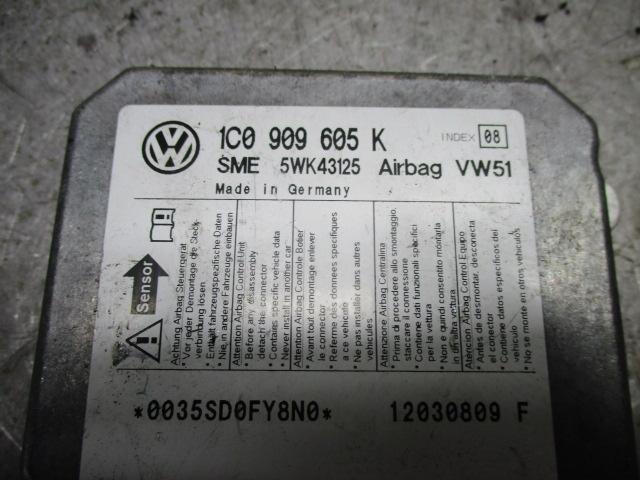 VW
1C0 909 605 K
INDEX 08
SME 5WK43125 Airbag VW51
Made in Germany
Sensor
Achtung Airbag Steuergerät
• Vor jeder Demontage die Steck-
verbindung lösen
• Enthält fahrzeugspezifische Daten
• Nie in andere Fahrzeuge einbauen
Attention Airbag Control Unit
• Before any disassembly
detach the connector
• Contains specific vehicle data
• Never install in another car
Attention Airbag Controle Boitier
• Avant tout demontage enlever
le connecteur
• Referme des donnees specifiques
a ce vehicule
• Ne pas installer dans autres
vehicules
Attenzione Airbag Centralina
• Prima di procedere allo smontaggio,
staccare il connessione
• Contiene dati funzionali specifici
per la vettura
• Non e quindi consentito montarla
in un'altra vettura
Atencion Airbag Control Equipo
• Antes de desmontar, desconecta
el conector
• Contiene datos especificos del
vehiculo
• No se monte en otros vehiculos
*0035SD0FY8N0*
12030809 F